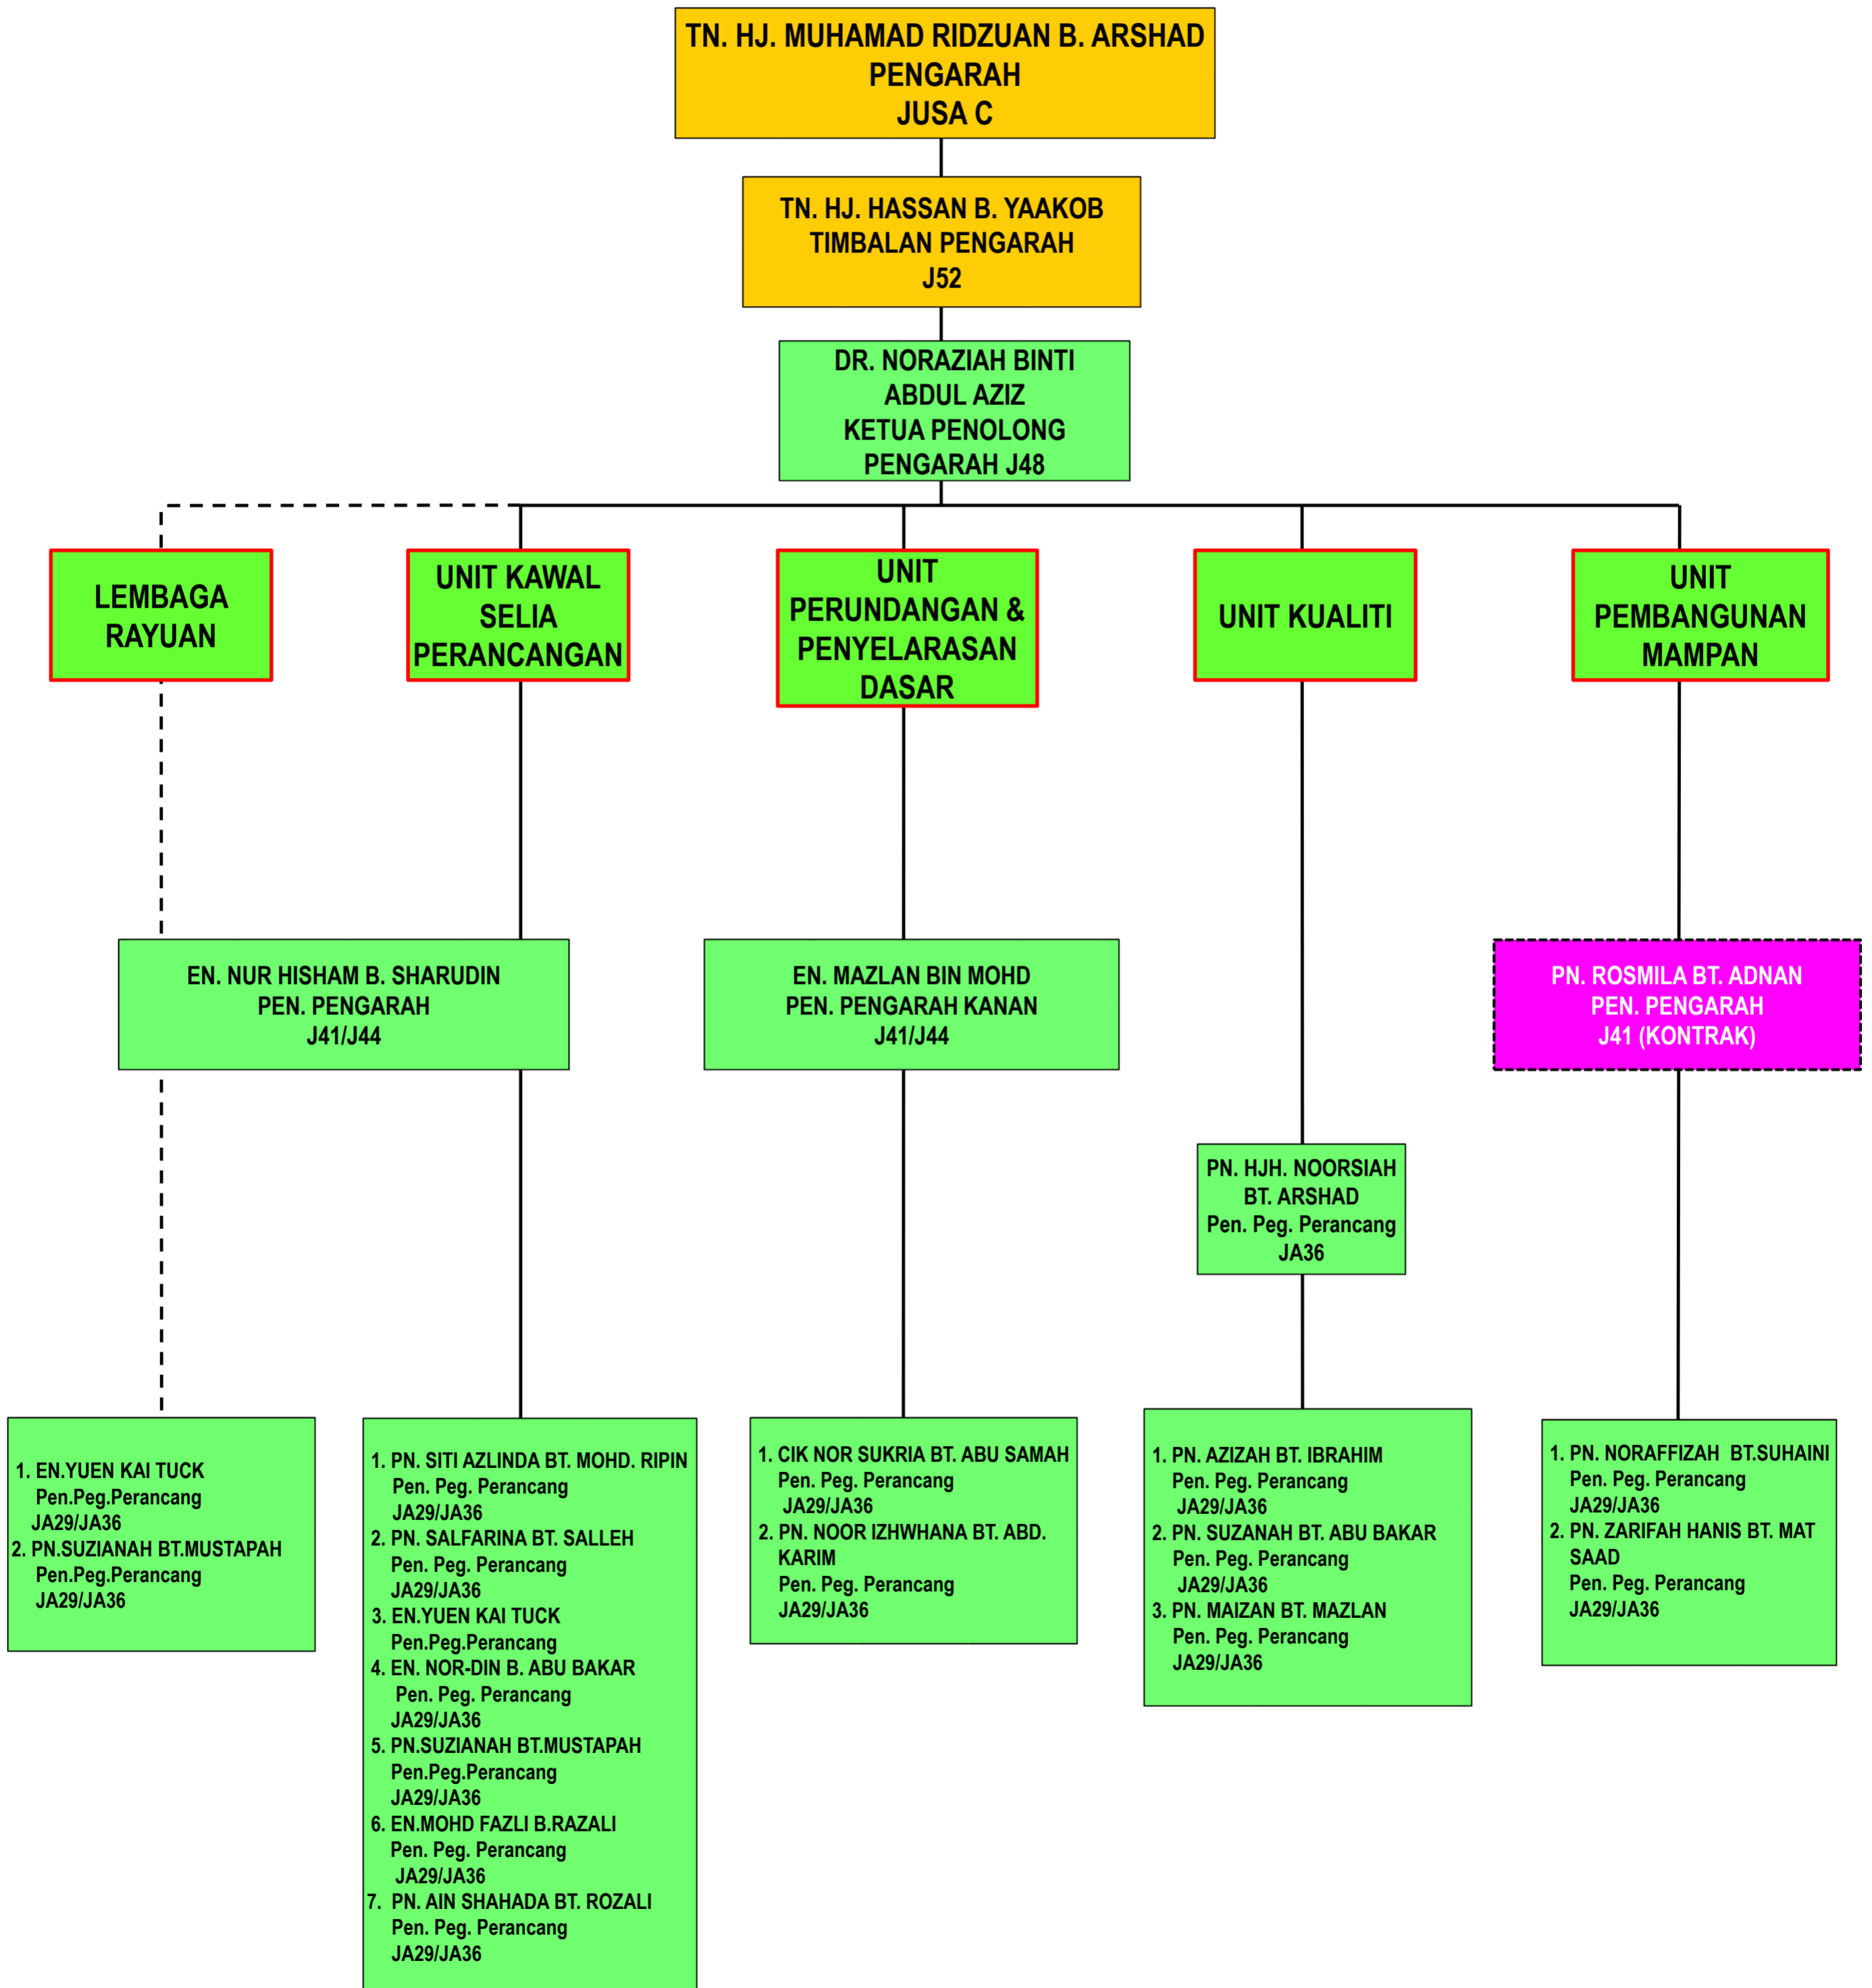 TN. HJ. MUHAMAD RIDZUAN B. ARSHAD
PENGARAH
JUSA C
TN. HJ. HASSAN B. YAAKOB
TIMBALAN PENGARAH
J52
DR. NORAZIAH BINTI
ABDUL AZIZ
KETUA PENOLONG
PENGARAH J48
LEMBAGA
RAYUAN
UNIT KAWAL
SELIA
PERANCANGAN
UNIT
PERUNDANGAN &
PENYELARASAN
DASAR
UNIT KUALITI
UNIT
PEMBANGUNAN
MAMPAN
EN. NUR HISHAM B. SHARUDIN
PEN. PENGARAH
J41/J44
EN. MAZLAN BIN MOHD
PEN. PENGARAH KANAN
J41/J44
PN. ROSMILA BT. ADNAN
PEN. PENGARAH
J41 (KONTRAK)
PN. HJH. NOORSIAH
BT. ARSHAD
Pen. Peg. Perancang
JA36
1. EN.YUEN KAI TUCK
Pen.Peg.Perancang
JA29/JA36
2. PN.SUZIANAH BT.MUSTAPAH
Pen.Peg.Perancang
JA29/JA36
1. PN. SITI AZLINDA BT. MOHD. RIPIN
Pen. Peg. Perancang
JA29/JA36
2. PN. SALFARINA BT. SALLEH
Pen. Peg. Perancang
JA29/JA36
3. EN.YUEN KAI TUCK
Pen.Peg.Perancang
4. EN. NOR-DIN B. ABU BAKAR
Pen. Peg. Perancang
JA29/JA36
5. PN.SUZIANAH BT.MUSTAPAH
Pen.Peg.Perancang
JA29/JA36
6. EN.MOHD FAZLI B.RAZALI
Pen. Peg. Perancang
JA29/JA36
7. PN. AIN SHAHADA BT. ROZALI
Pen. Peg. Perancang
JA29/JA36
1. CIK NOR SUKRIA BT. ABU SAMAH
Pen. Peg. Perancang
JA29/JA36
2. PN. NOOR IZHWHANA BT. ABD.
KARIM
Pen. Peg. Perancang
JA29/JA36
1. PN. AZIZAH BT. IBRAHIM
Pen. Peg. Perancang
JA29/JA36
2. PN. SUZANAH BT. ABU BAKAR
Pen. Peg. Perancang
JA29/JA36
3. PN. MAIZAN BT. MAZLAN
Pen. Peg. Perancang
JA29/JA36
1. PN. NORAFFIZAH BT.SUHAINI
Pen. Peg. Perancang
JA29/JA36
2. PN. ZARIFAH HANIS BT. MAT
SAAD
Pen. Peg. Perancang
JA29/JA36